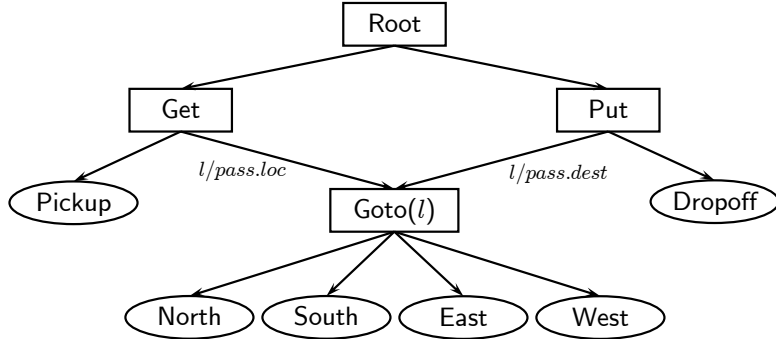 Root
Get
Put
l/pass.loc
l/pass.dest
Pickup
Goto(l)
Dropoff
North
South
East
West